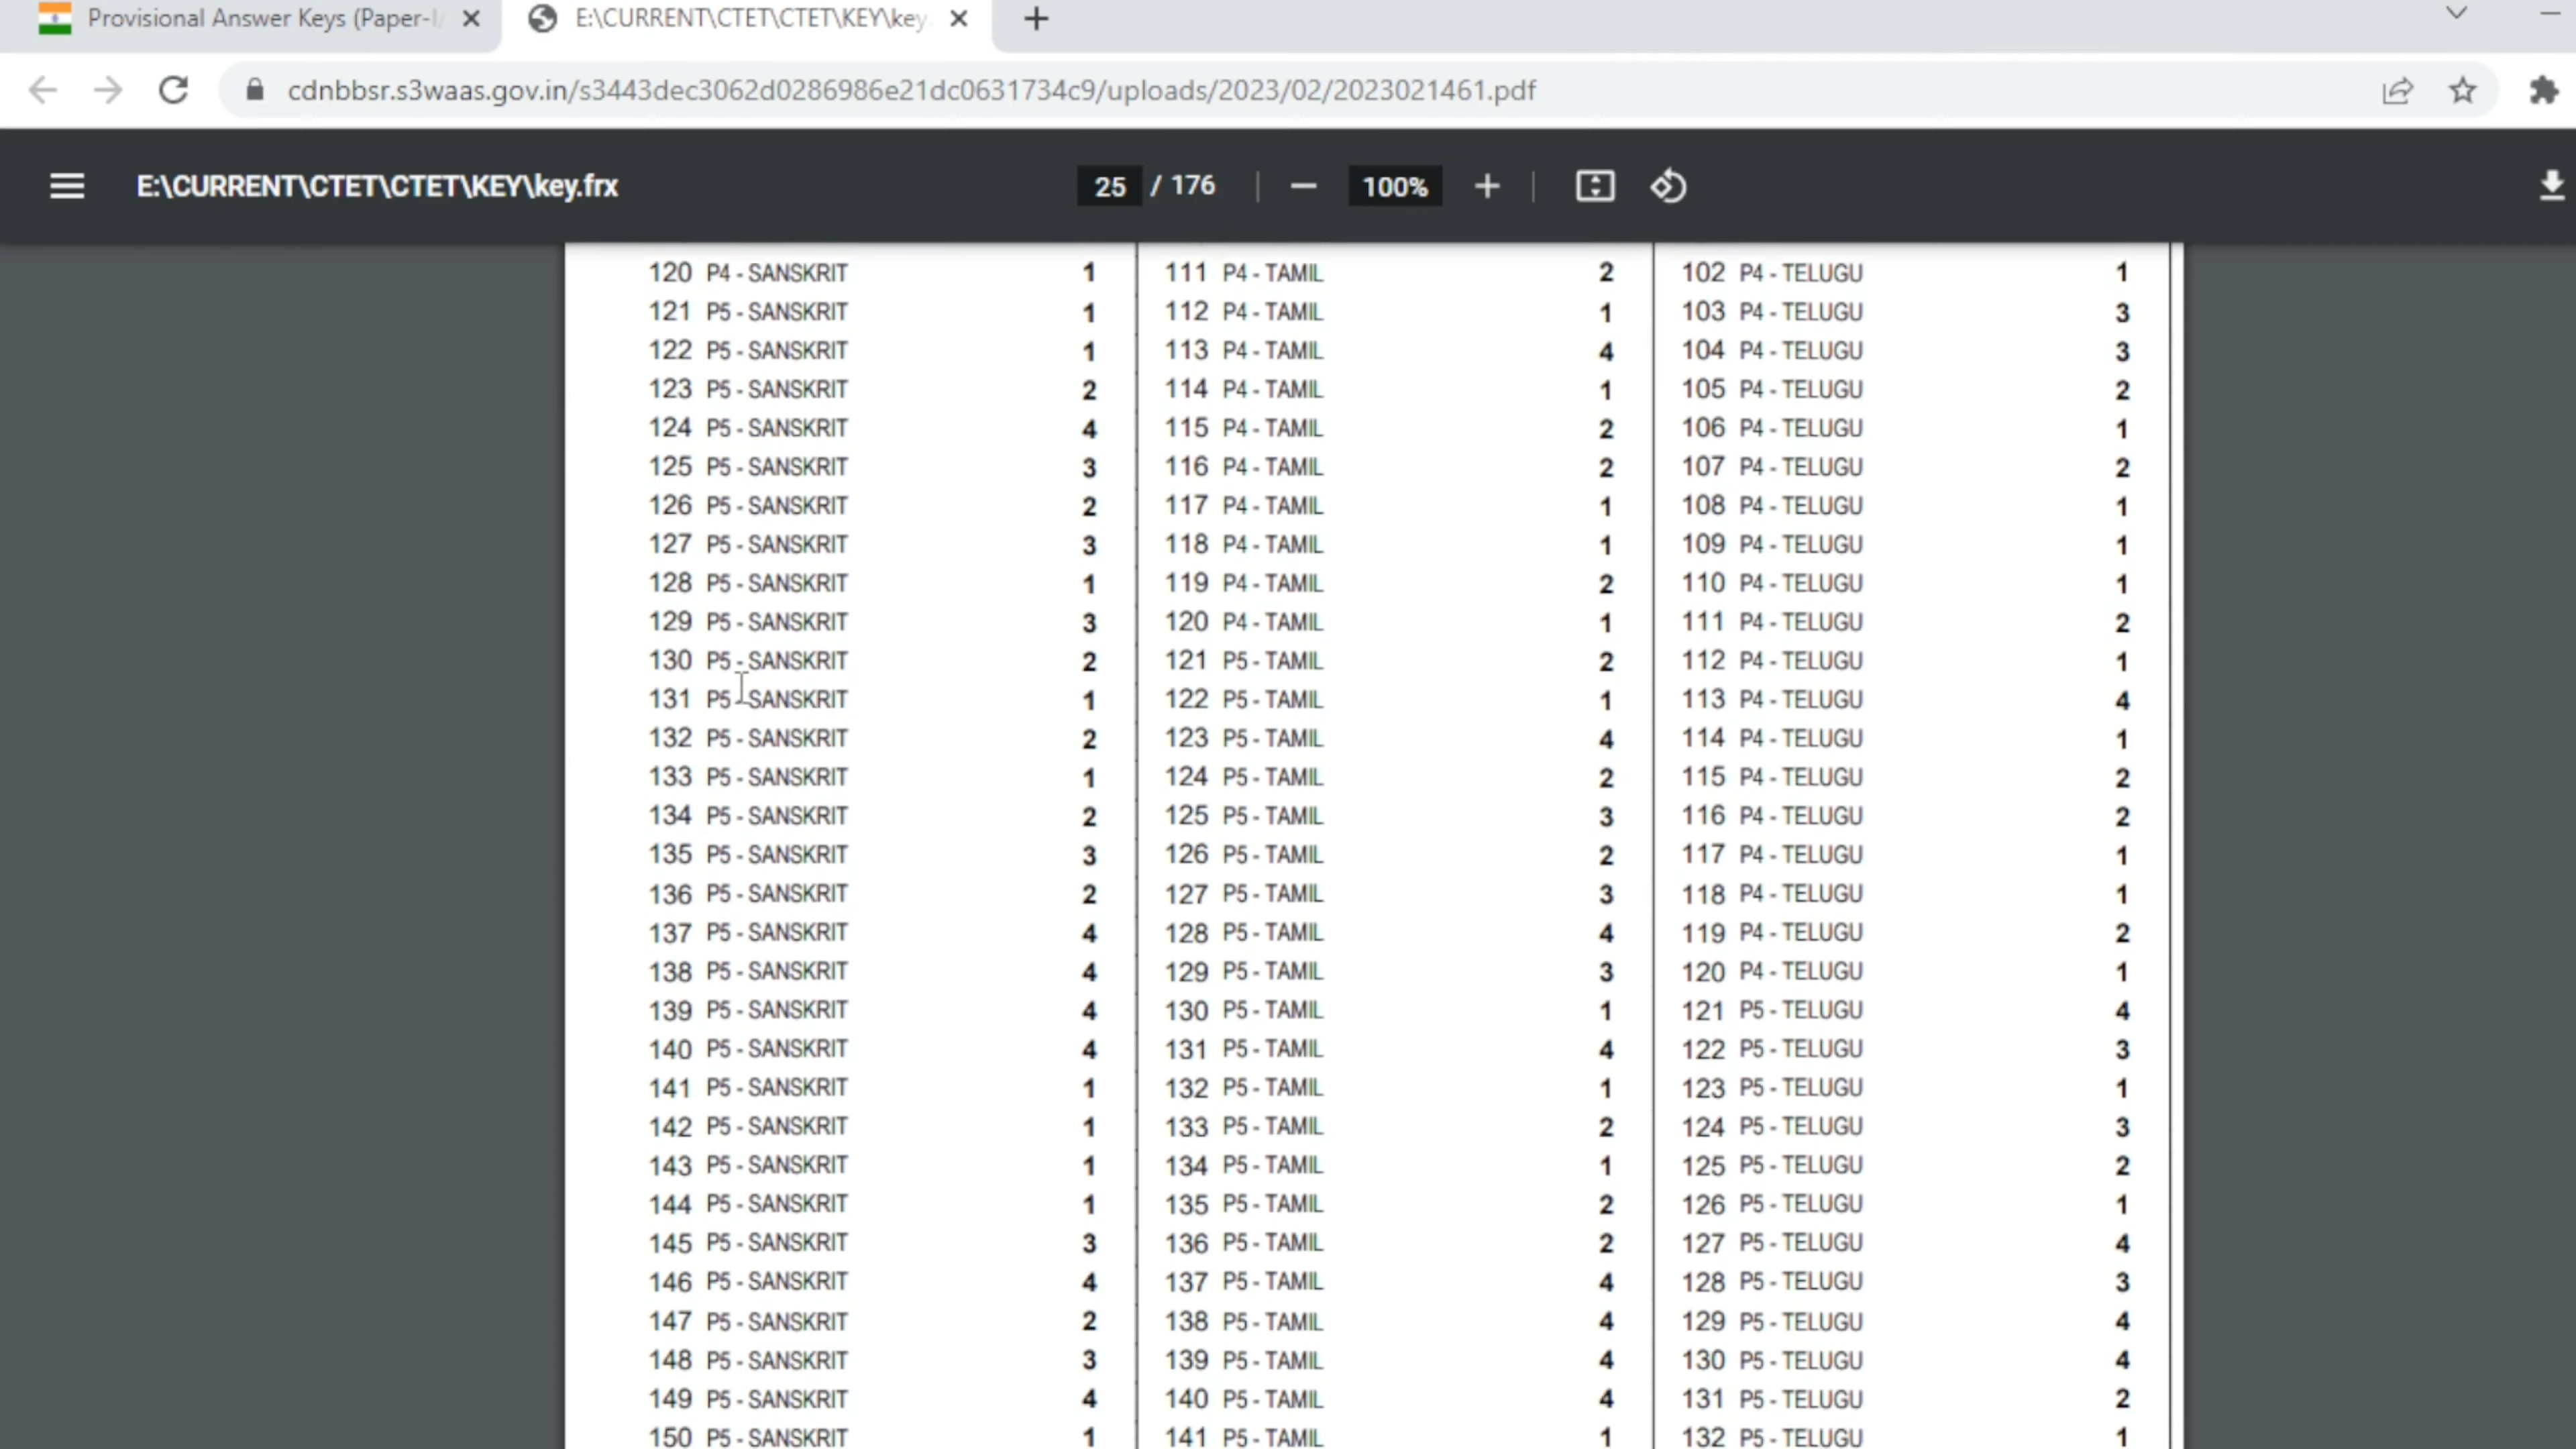 Provisional Answer Keys (Paper-I/
E:\CURRENT\CTET\CTET\KEY\key
cdnbbsr.s3waas.gov.in/s3443dec3062d0286986e21dc0631734c9/uploads/2023/02/2023021461.pdf
E:\CURRENT\CTET\CTET\KEY\key.frx
25 / 176
100%
120 P4 - SANSKRIT 1
121 P5 - SANSKRIT 1
122 P5 - SANSKRIT 1
123 P5 - SANSKRIT 2
124 P5 - SANSKRIT 4
125 P5 - SANSKRIT 3
126 P5 - SANSKRIT 2
127 P5 - SANSKRIT 3
128 P5 - SANSKRIT 1
129 P5 - SANSKRIT 3
130 P5 - SANSKRIT 2
131 P5 - SANSKRIT 1
132 P5 - SANSKRIT 2
133 P5 - SANSKRIT 1
134 P5 - SANSKRIT 2
135 P5 - SANSKRIT 3
136 P5 - SANSKRIT 2
137 P5 - SANSKRIT 4
138 P5 - SANSKRIT 4
139 P5 - SANSKRIT 4
140 P5 - SANSKRIT 4
141 P5 - SANSKRIT 1
142 P5 - SANSKRIT 1
143 P5 - SANSKRIT 1
144 P5 - SANSKRIT 1
145 P5 - SANSKRIT 3
146 P5 - SANSKRIT 4
147 P5 - SANSKRIT 2
148 P5 - SANSKRIT 3
149 P5 - SANSKRIT 4
150 P5 - SANSKRIT 1
111 P4 - TAMIL 2
112 P4 - TAMIL 1
113 P4 - TAMIL 4
114 P4 - TAMIL 1
115 P4 - TAMIL 2
116 P4 - TAMIL 2
117 P4 - TAMIL 1
118 P4 - TAMIL 1
119 P4 - TAMIL 2
120 P4 - TAMIL 1
121 P5 - TAMIL 2
122 P5 - TAMIL 1
123 P5 - TAMIL 4
124 P5 - TAMIL 2
125 P5 - TAMIL 3
126 P5 - TAMIL 2
127 P5 - TAMIL 3
128 P5 - TAMIL 4
129 P5 - TAMIL 3
130 P5 - TAMIL 1
131 P5 - TAMIL 4
132 P5 - TAMIL 1
133 P5 - TAMIL 2
134 P5 - TAMIL 1
135 P5 - TAMIL 2
136 P5 - TAMIL 2
137 P5 - TAMIL 4
138 P5 - TAMIL 4
139 P5 - TAMIL 4
140 P5 - TAMIL 4
141 P5 - TAMIL 1
102 P4 - TELUGU 1
103 P4 - TELUGU 3
104 P4 - TELUGU 3
105 P4 - TELUGU 2
106 P4 - TELUGU 1
107 P4 - TELUGU 2
108 P4 - TELUGU 1
109 P4 - TELUGU 1
110 P4 - TELUGU 1
111 P4 - TELUGU 2
112 P4 - TELUGU 1
113 P4 - TELUGU 4
114 P4 - TELUGU 1
115 P4 - TELUGU 2
116 P4 - TELUGU 2
117 P4 - TELUGU 1
118 P4 - TELUGU 1
119 P4 - TELUGU 2
120 P4 - TELUGU 1
121 P5 - TELUGU 4
122 P5 - TELUGU 3
123 P5 - TELUGU 1
124 P5 - TELUGU 3
125 P5 - TELUGU 2
126 P5 - TELUGU 1
127 P5 - TELUGU 4
128 P5 - TELUGU 3
129 P5 - TELUGU 4
130 P5 - TELUGU 4
131 P5 - TELUGU 2
132 P5 - TELUGU 1